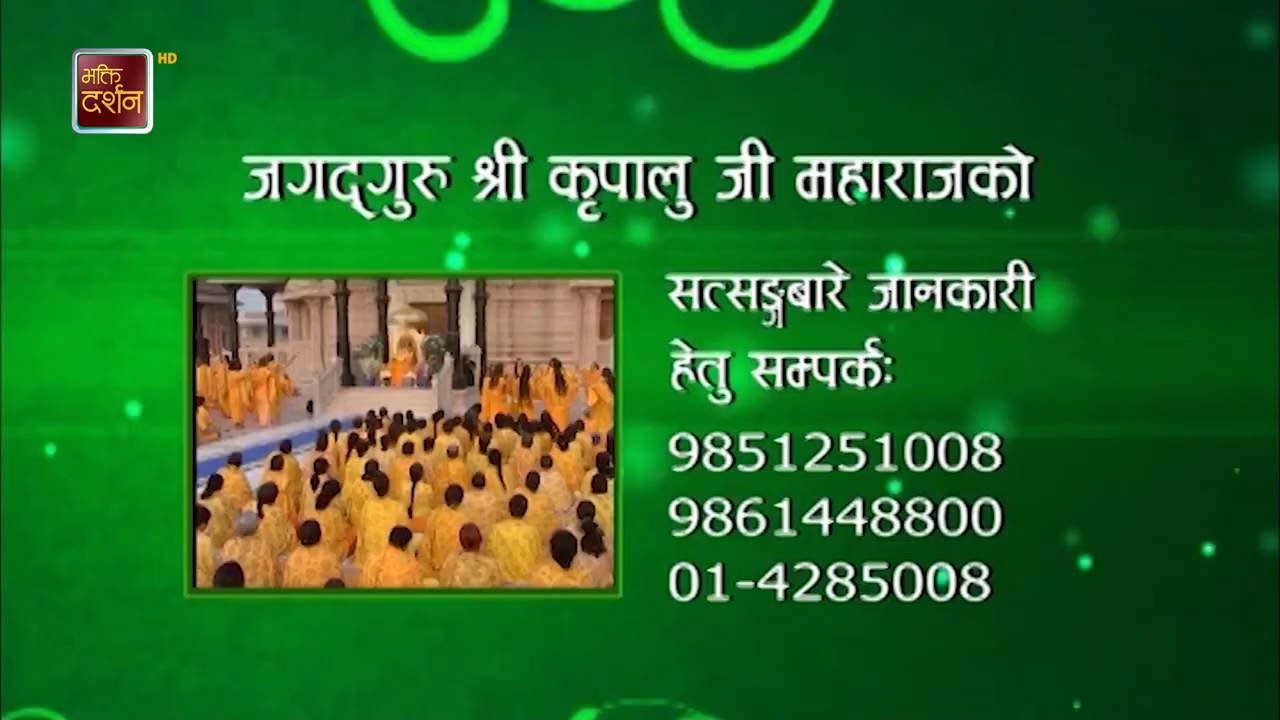 भक्ति
दर्शन
HD
जगद्गुरु श्री कृपालु जी महाराजको
सत्सङ्गबारे जानकारी
हेतु सम्पर्कः
9851251008
9861448800
01-4285008